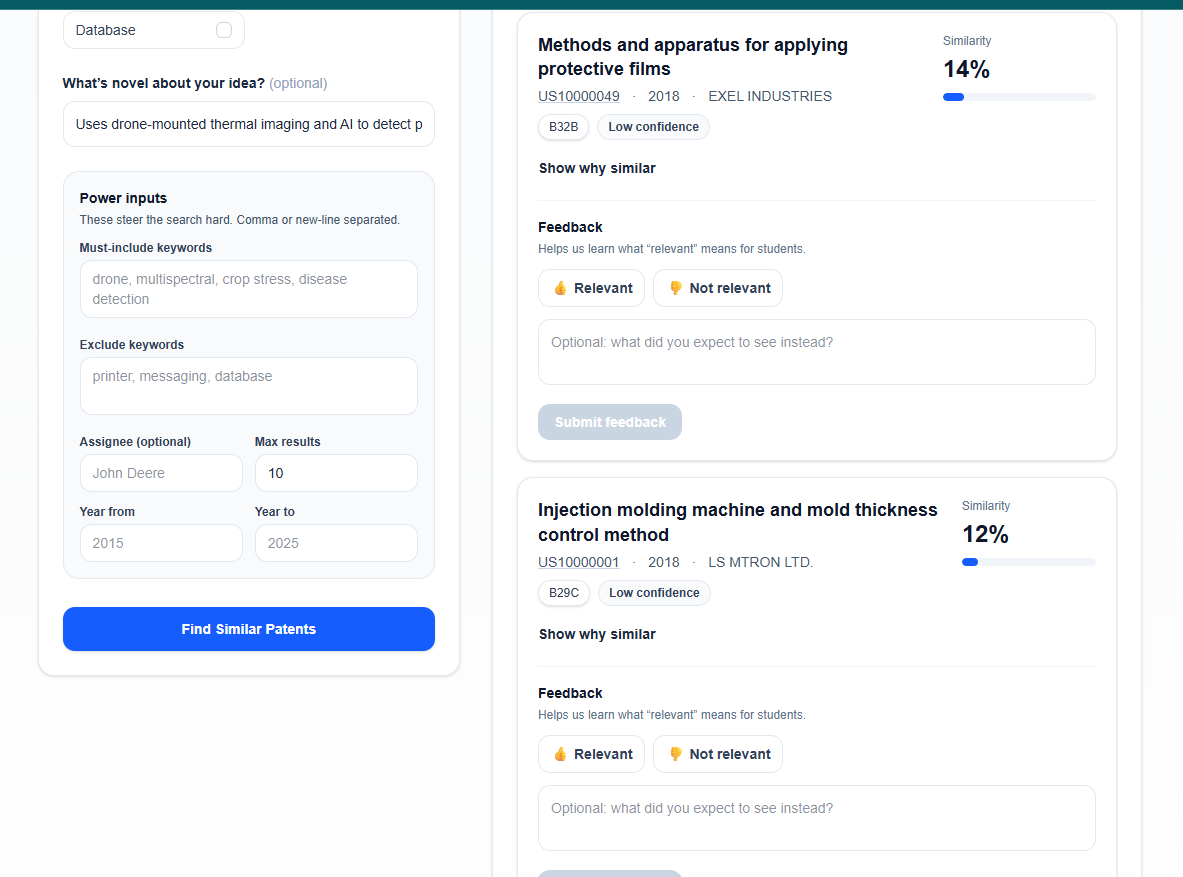 Database
What's novel about your idea? (optional)
Uses drone-mounted thermal imaging and AI to detect p
Power inputs
These steer the search hard. Comma or new-line separated.
Must-include keywords
drone, multispectral, crop stress, disease
detection
Exclude keywords
printer, messaging, database
Assignee (optional)
Max results
John Deere
10
Year from
Year to
2015
2025
Find Similar Patents
Methods and apparatus for applying
protective films
US10000049 · 2018 · EXEL INDUSTRIES
B32B
Low confidence
Similarity
14%
Show why similar
Feedback
Helps us learn what “relevant” means for students.
👍 Relevant
👎 Not relevant
Optional: what did you expect to see instead?
Submit feedback
Injection molding machine and mold thickness
control method
US10000001 · 2018 · LS MTRON LTD.
B29C
Low confidence
Similarity
12%
Show why similar
Feedback
Helps us learn what “relevant” means for students.
👍 Relevant
👎 Not relevant
Optional: what did you expect to see instead?